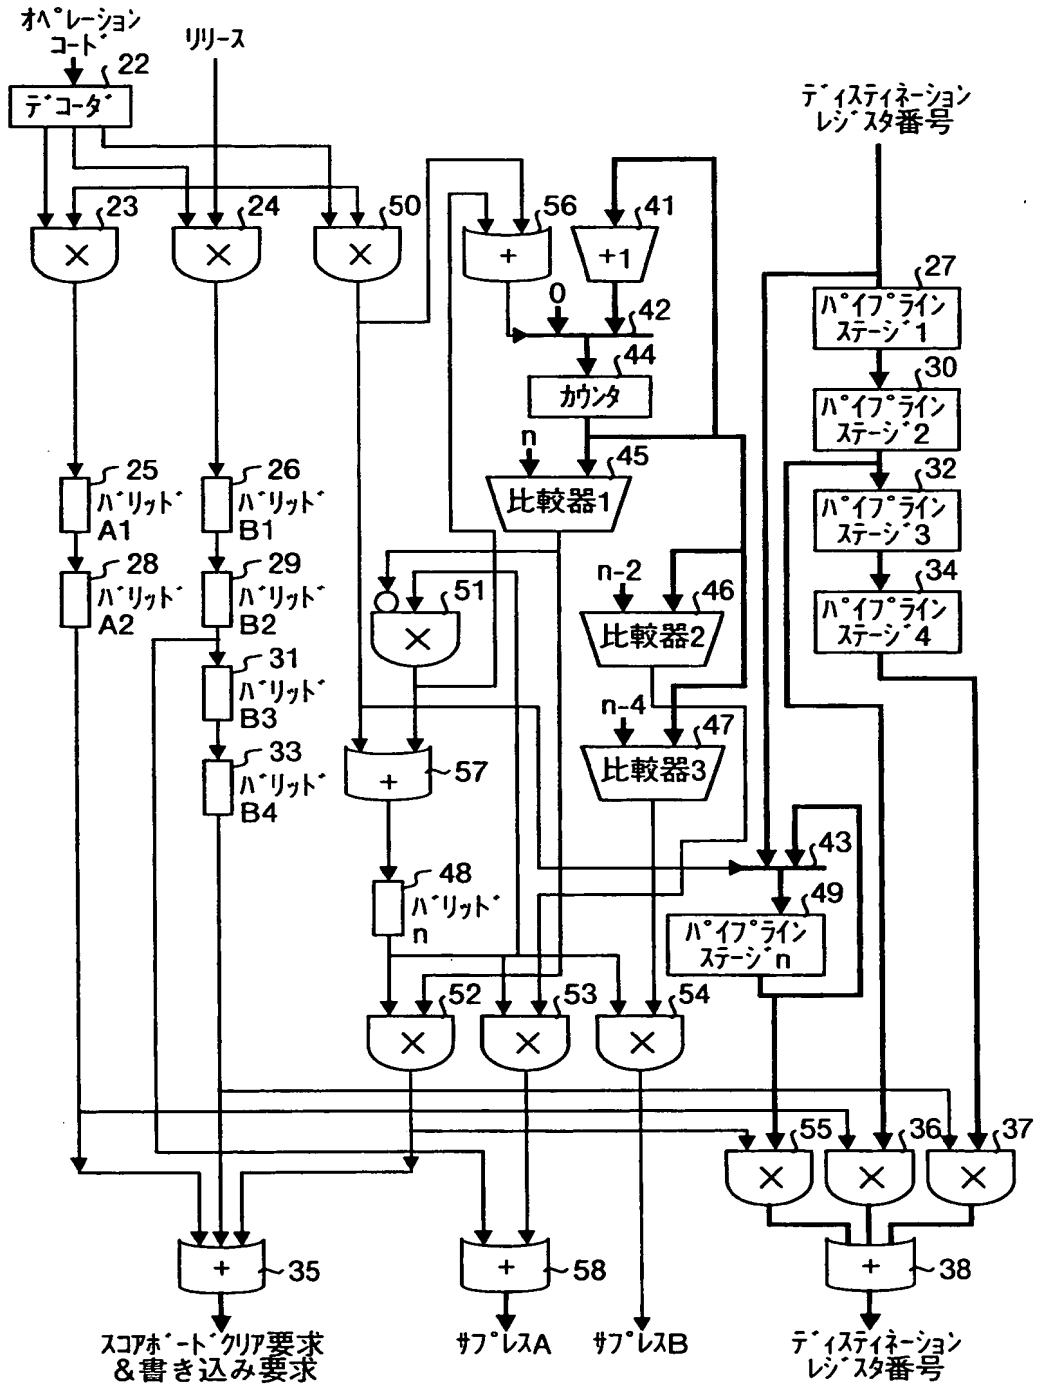 オペレーション
コード
リリース
22
デコーダ
ディスティネーション
レジスタ番号
23
24
50
56
41
27
×
×
×
+
+1
パイプライン
ステージ1
0
42
44
カウンタ
30
パイプライン
ステージ2
n
45
比較器1
25
バリッド
A1
26
バリッド
B1
32
パイプライン
ステージ3
28
バリッド
A2
29
バリッド
B2
51
×
n-2
46
比較器2
34
パイプライン
ステージ4
31
バリッド
B3
n-4
47
比較器3
33
バリッド
B4
57
+
43
48
バリッド
n
49
パイプライン
ステージn
52
53
54
×
×
×
55
36
37
×
×
×
+
35
+
58
+
38
スコアボードクリア要求
&書き込み要求
サプレスA
サプレスB
ディスティネーション
レジスタ番号